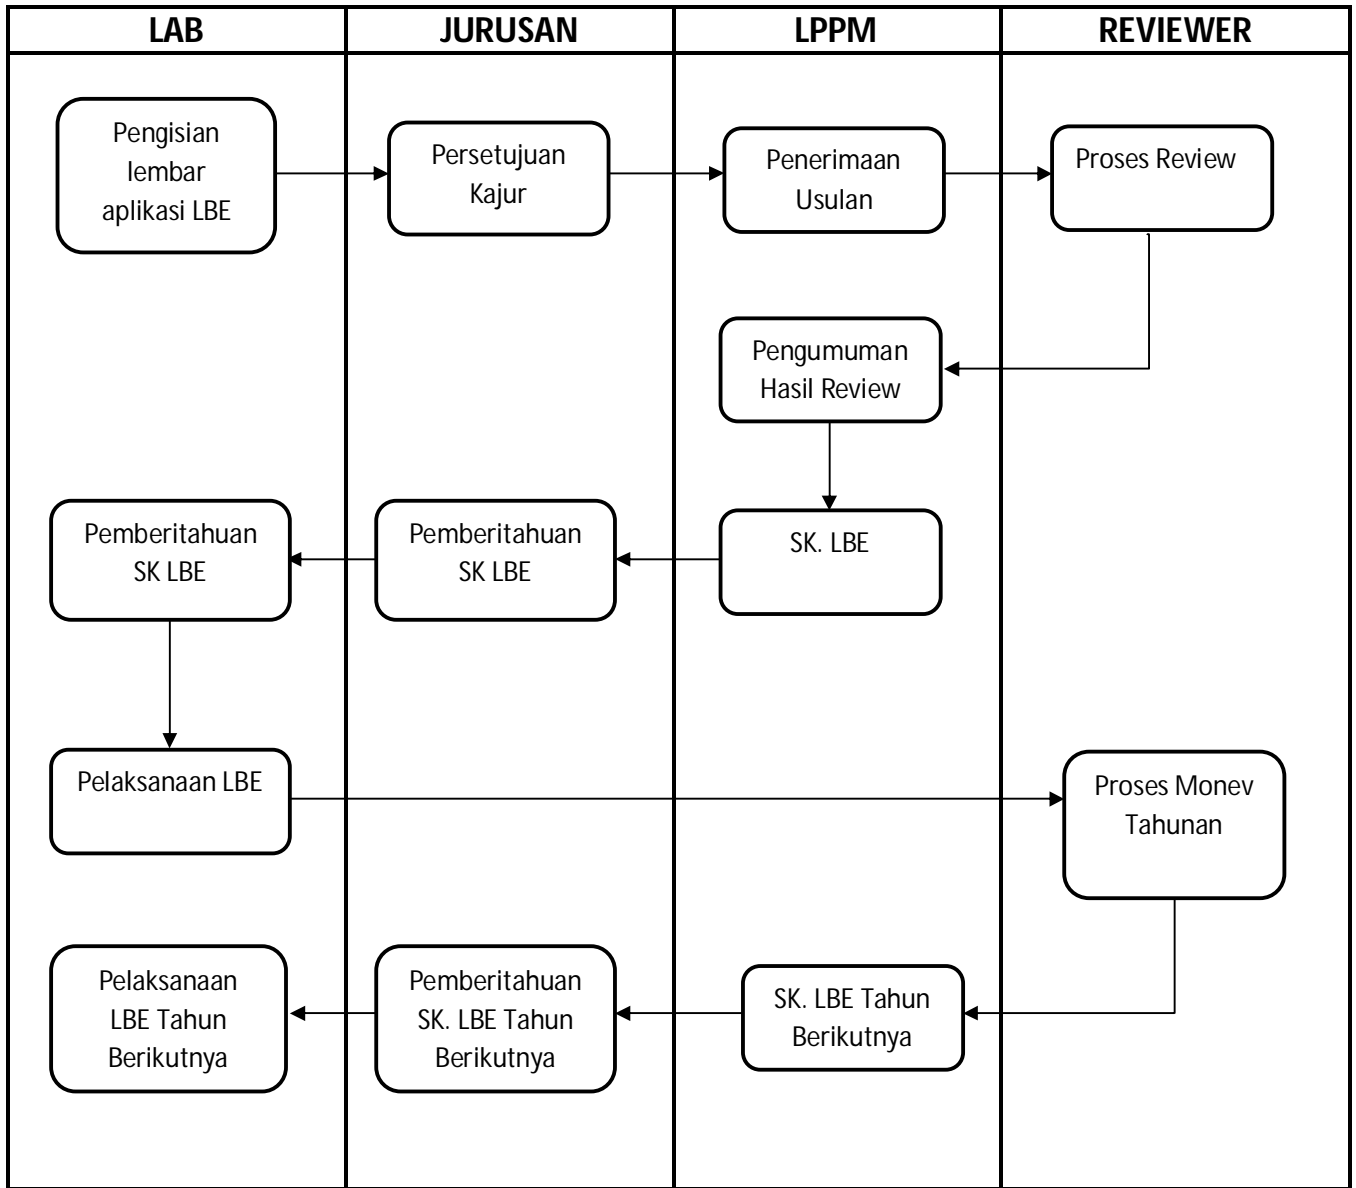 LAB
JURUSAN
LPPM
REVIEWER
Pengisian
lembar
aplikasi LBE
Persetujuan
Kajur
Penerimaan
Usulan
Proses Review
Pengumuman
Hasil Review
Pemberitahuan
SK LBE
Pemberitahuan
SK LBE
SK. LBE
Pelaksanaan LBE
Proses Monev
Tahunan
Pelaksanaan
LBE Tahun
Berikutnya
Pemberitahuan
SK. LBE Tahun
Berikutnya
SK. LBE Tahun
Berikutnya